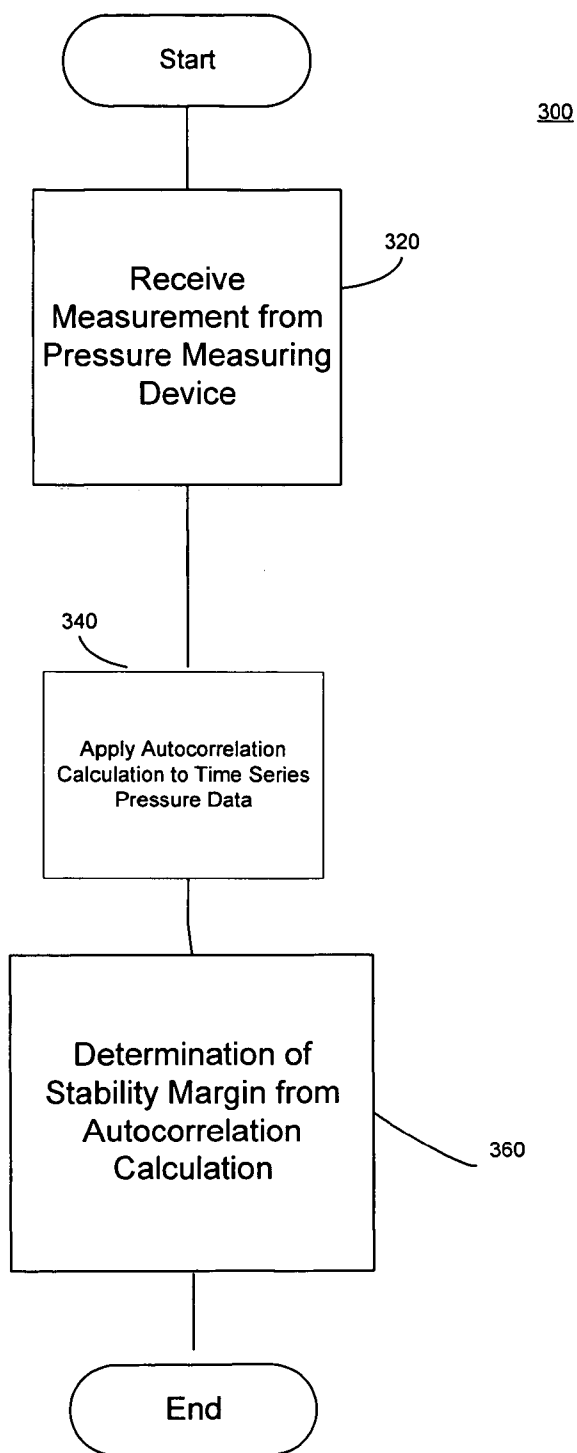 Start
300
320
Receive
Measurement from
Pressure Measuring
Device
340
Apply Autocorrelation
Calculation to Time Series
Pressure Data
Determination of
Stability Margin from
Autocorrelation
Calculation
360
End